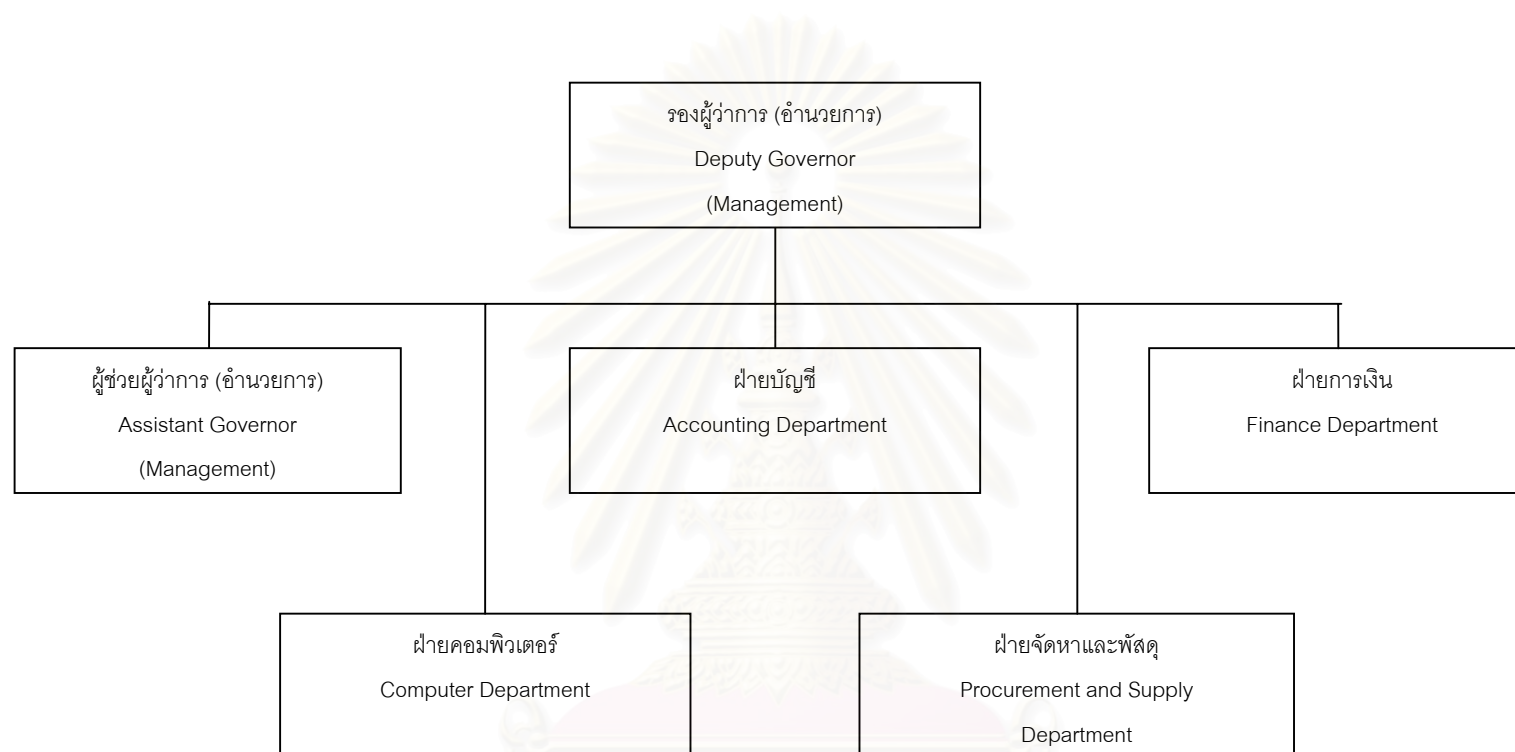 รองผู้ว่าการ (อำนวยการ)
Deputy Governor
(Management)
ผู้ช่วยผู้ว่าการ (อำนวยการ)
Assistant Governor
(Management)
ฝ่ายบัญชี
Accounting Department
ฝ่ายการเงิน
Finance Department
ฝ่ายคอมพิวเตอร์
Computer Department
ฝ่ายจัดหาและพัสดุ
Procurement and Supply
Department